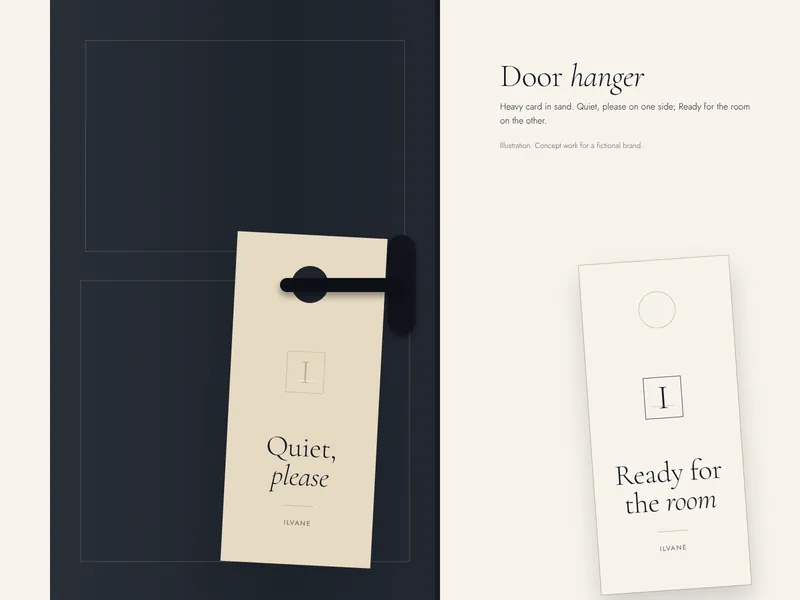 Door hanger
Heavy card in sand. Quiet, please on one side; Ready for the room
on the other.
Illustration. Concept work for a fictional brand.
I
Quiet,
please
ILVANE
I
Ready for
the room
ILVANE